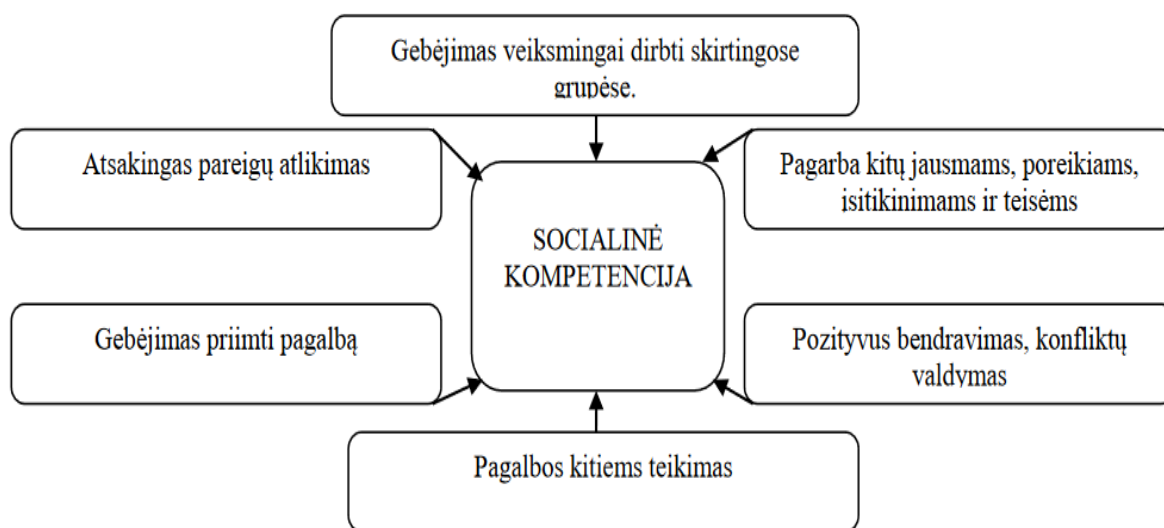 Gebėjimas veiksmingai dirbti skirtingose
grupėse.
Atsakingas pareigų atlikimas
Pagarba kitų jausmams, poreikiams,
įsitikinimams ir teisėms
SOCIALINĖ
KOMPETENCIJA
Gebėjimas priimti pagalbą
Pozityvus bendravimas, konfliktų
valdymas
Pagalbos kitiems teikimas